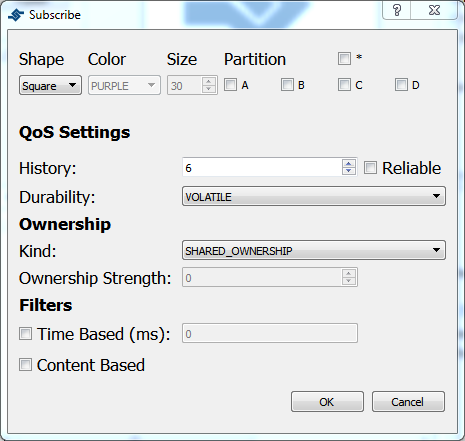 Subscribe
Shape Color Size Partition *
Square PURPLE 30 A B C D
QoS Settings
History: 6 Reliable
Durability: VOLATILE
Ownership
Kind: SHARED_OWNERSHIP
Ownership Strength: 0
Filters
Time Based (ms): 0
Content Based
OK Cancel